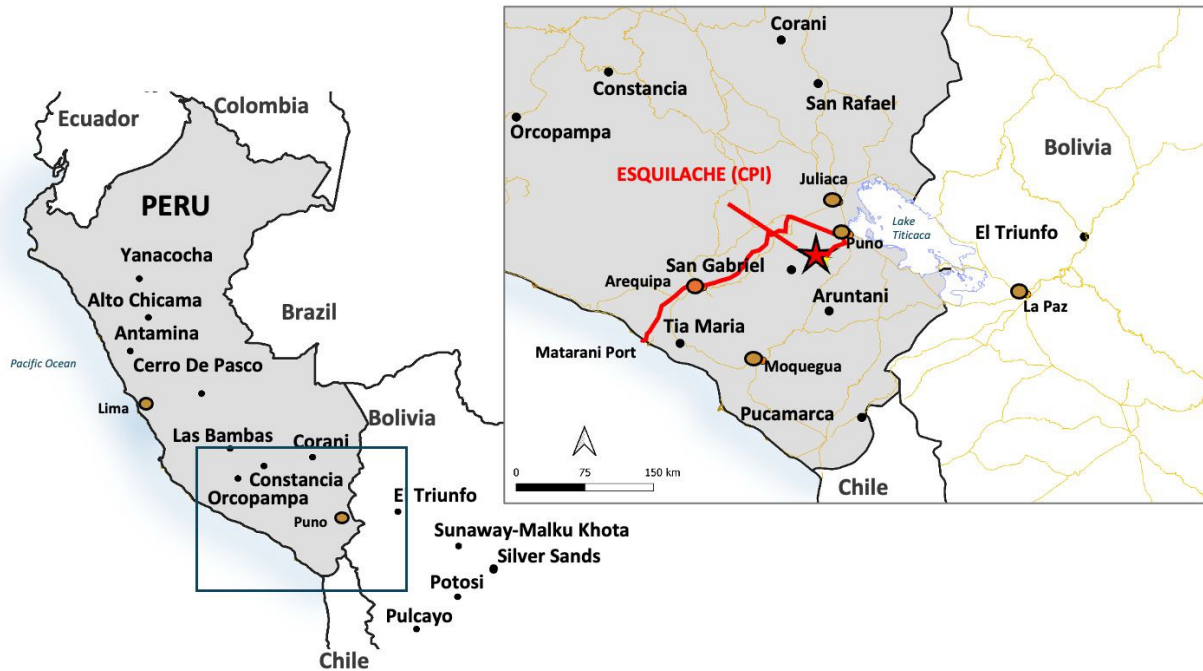 Ecuador
Colombia
PERU
Yanacocha
Alto Chicama
Antamina
Cerro De Pasco
Brazil
Pacific Ocean
Lima
Bolivia
Las Bambas
Corani
Constancia
Orcopampa
Puno
E Triunfo
Sunaway-Malku Khota
Silver Sands
Potosi
Pulcayo
Chile
Corani
Constancia
San Rafael
Orcopampa
Bolivia
ESQUILACHE (CPI)
Juliaca
Lake
Titicaca
El Triunfo
Puno
San Gabriel
Arequipa
Aruntani
La Paz
Tia Maria
Matarani Port
Moquegua
Pucamarca
0 75 150 km
Chile